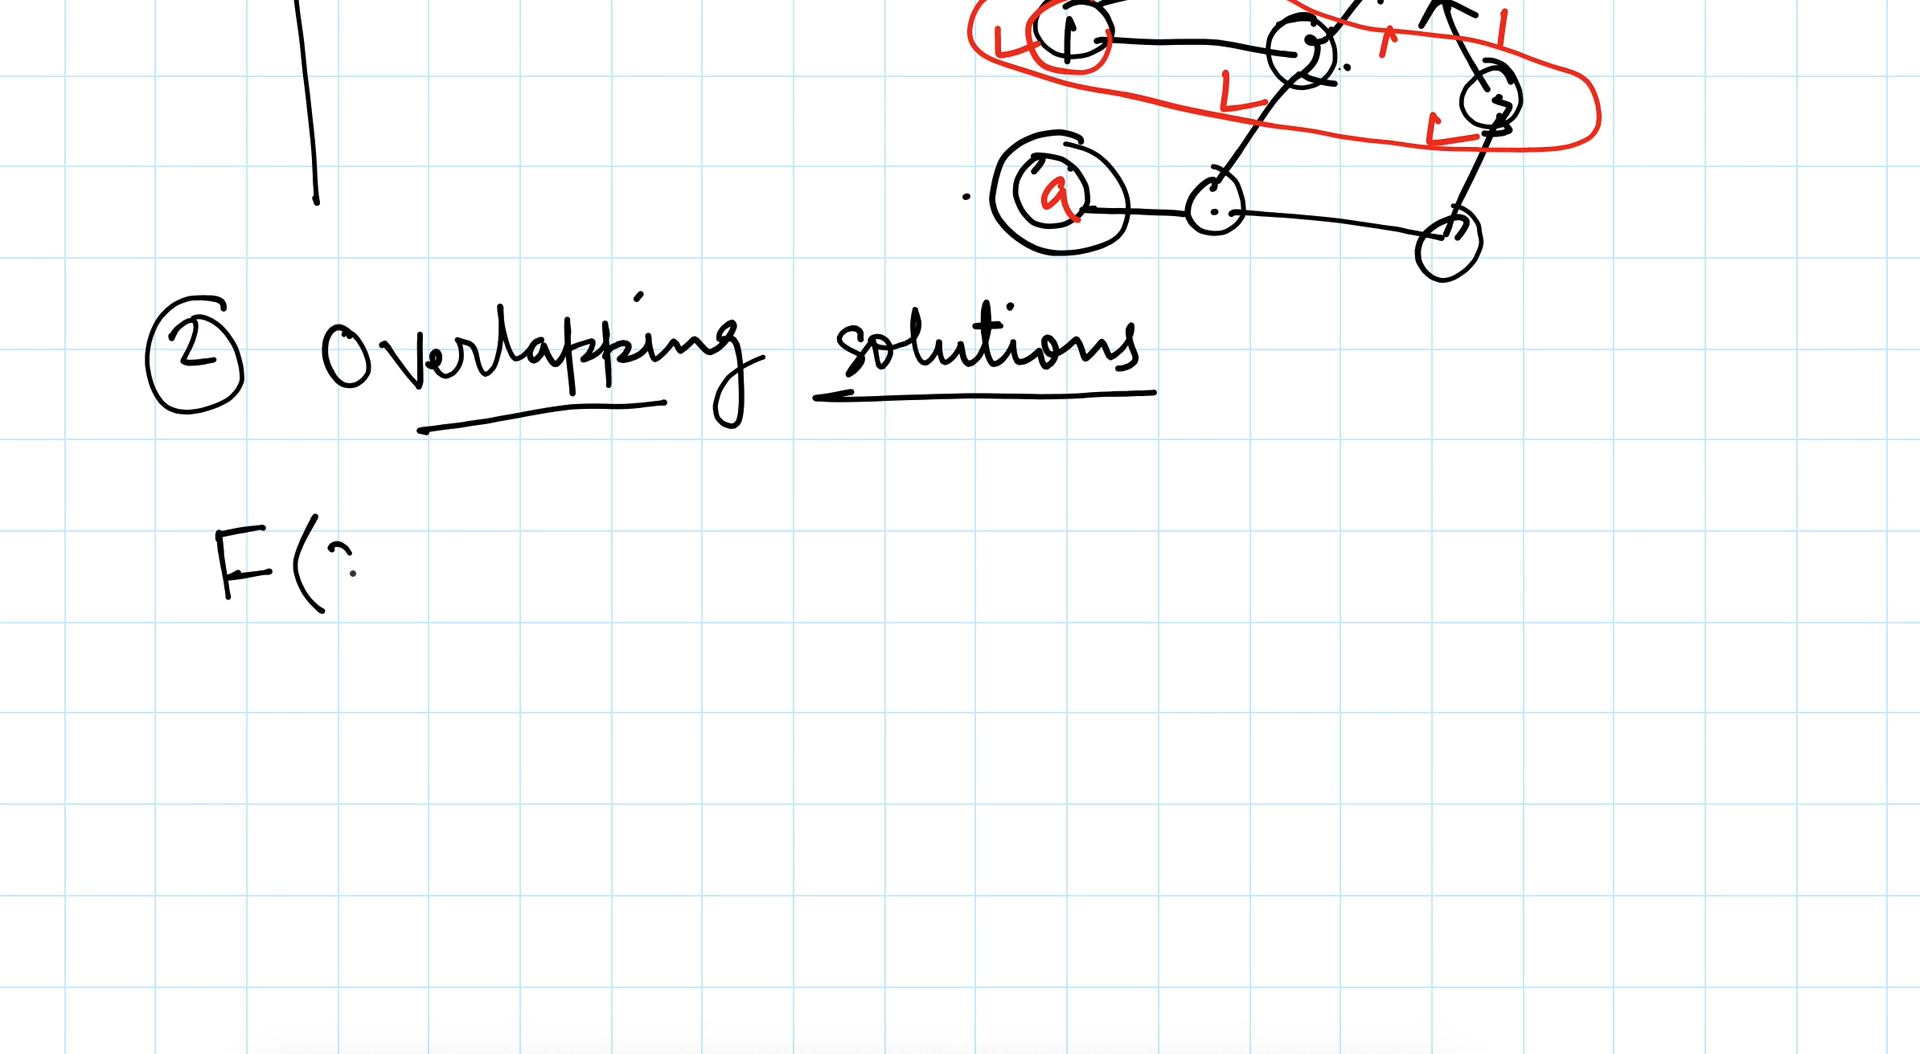 1
q
② Overlapping solutions
F(